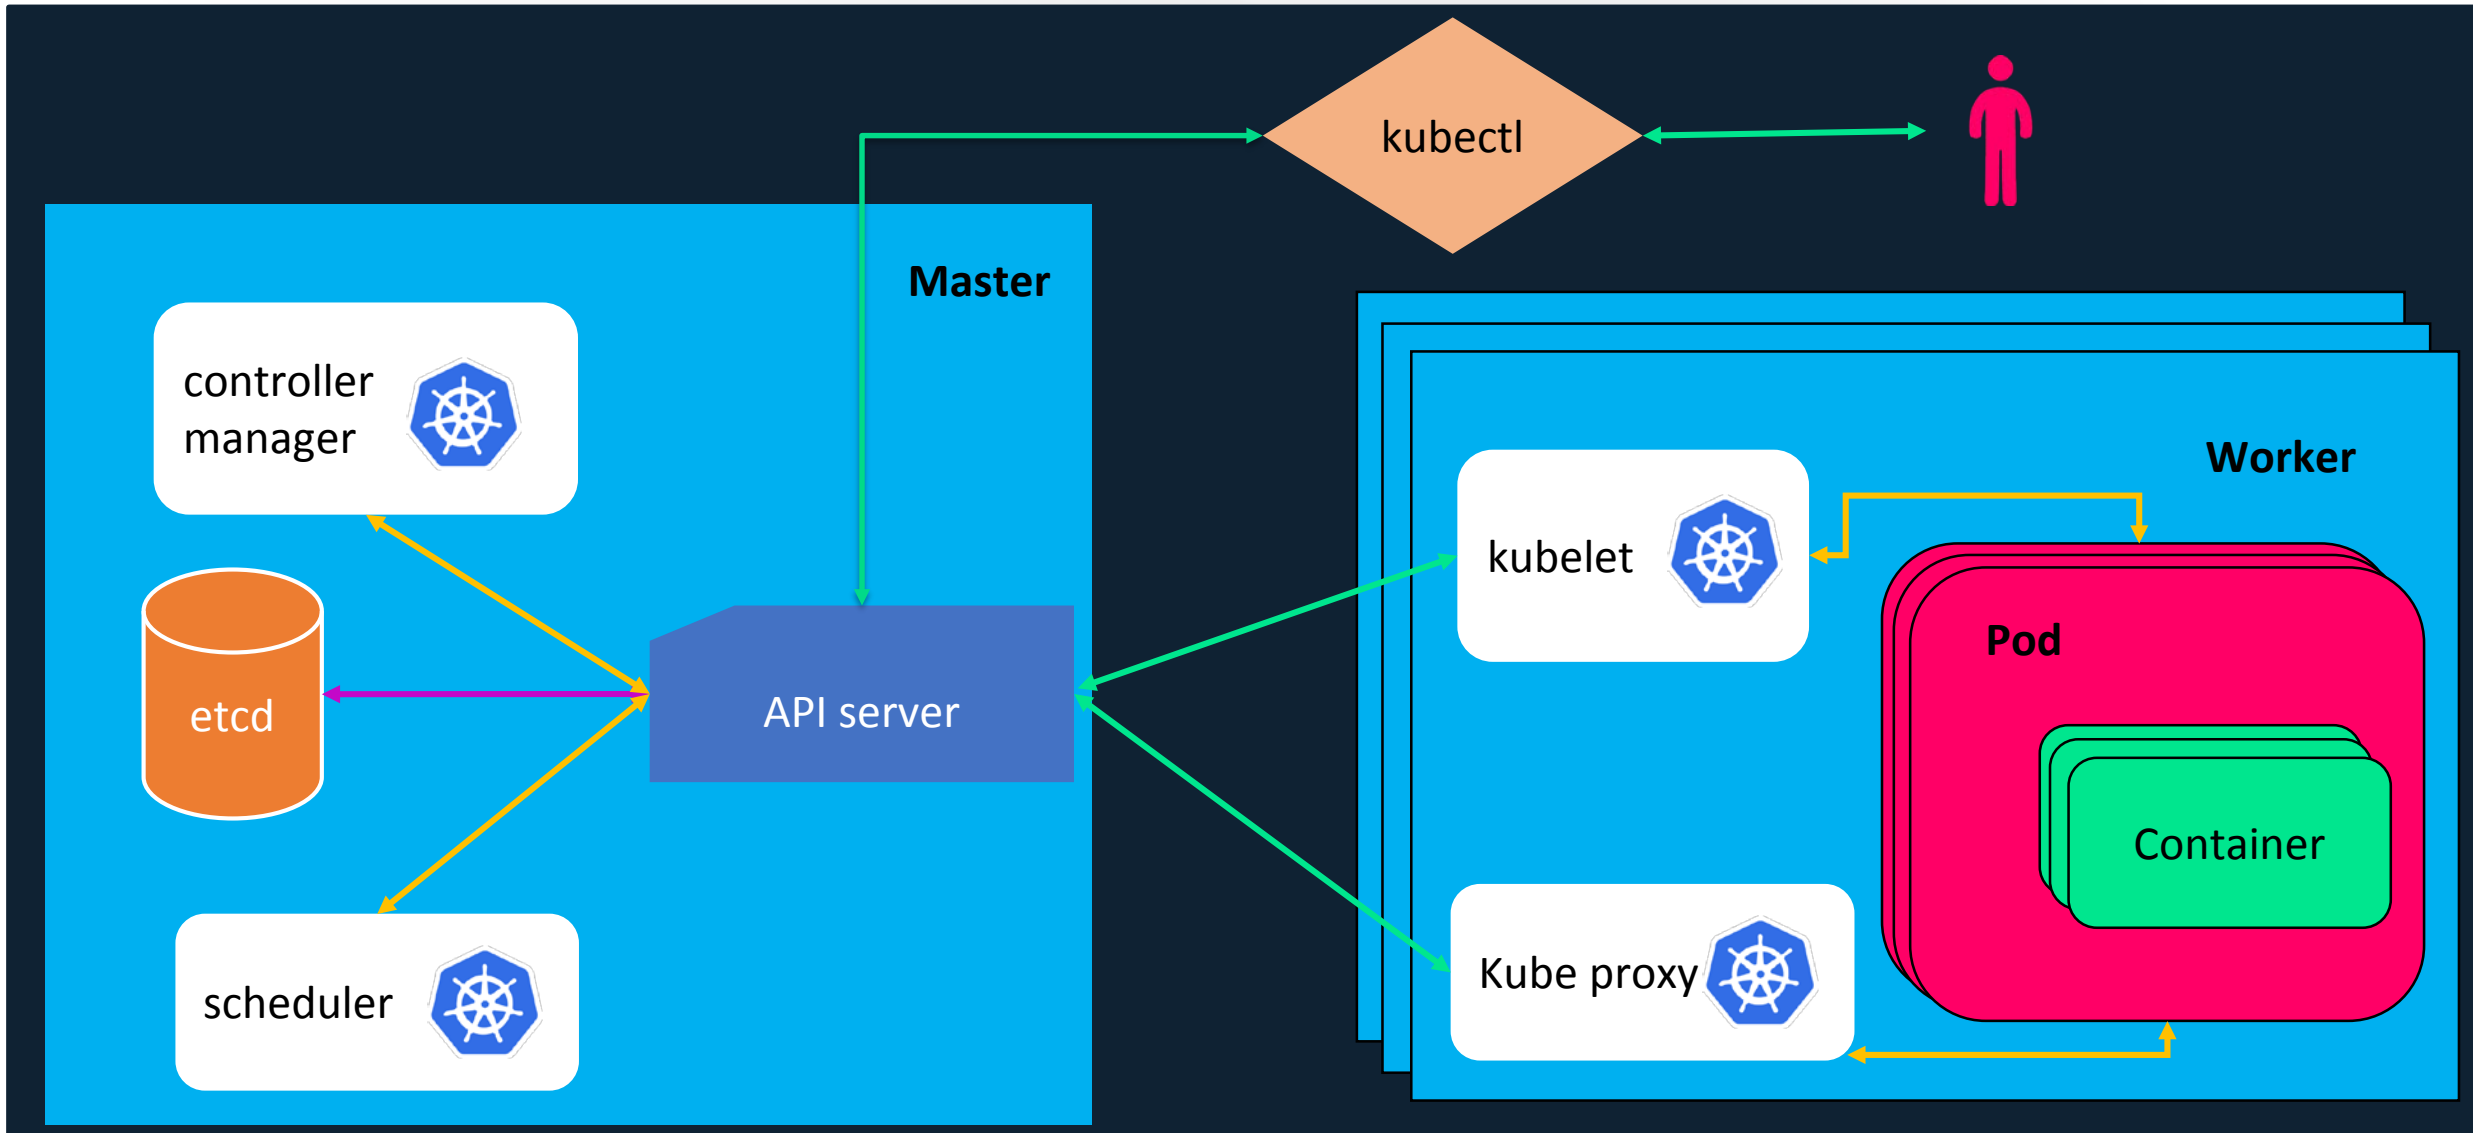 kubectl
Master
controller
manager
etcd
API server
scheduler
Worker
kubelet
Pod
Container
Kube proxy